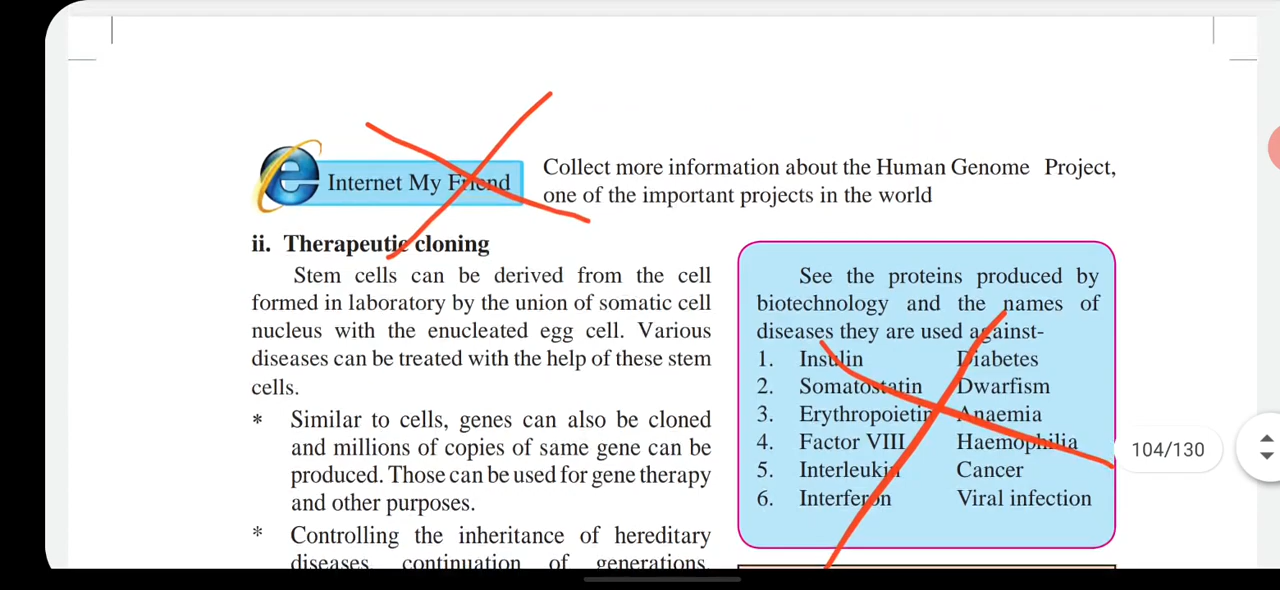 Internet My Friend
Collect more information about the Human Genome Project,
one of the important projects in the world
ii. Therapeutic cloning
Stem cells can be derived from the cell
formed in laboratory by the union of somatic cell
nucleus with the enucleated egg cell. Various
diseases can be treated with the help of these stem
cells.
* Similar to cells, genes can also be cloned
and millions of copies of same gene can be
produced. Those can be used for gene therapy
and other purposes.
* Controlling the inheritance of hereditary
diseases, continuation of generations,
See the proteins produced by
biotechnology and the names of
diseases they are used against-
1. Insulin Diabetes
2. Somatostatin Dwarfism
3. Erythropoietin Anaemia
4. Factor VIII Haemophilia
5. Interleukin Cancer
6. Interferon Viral infection
104/130